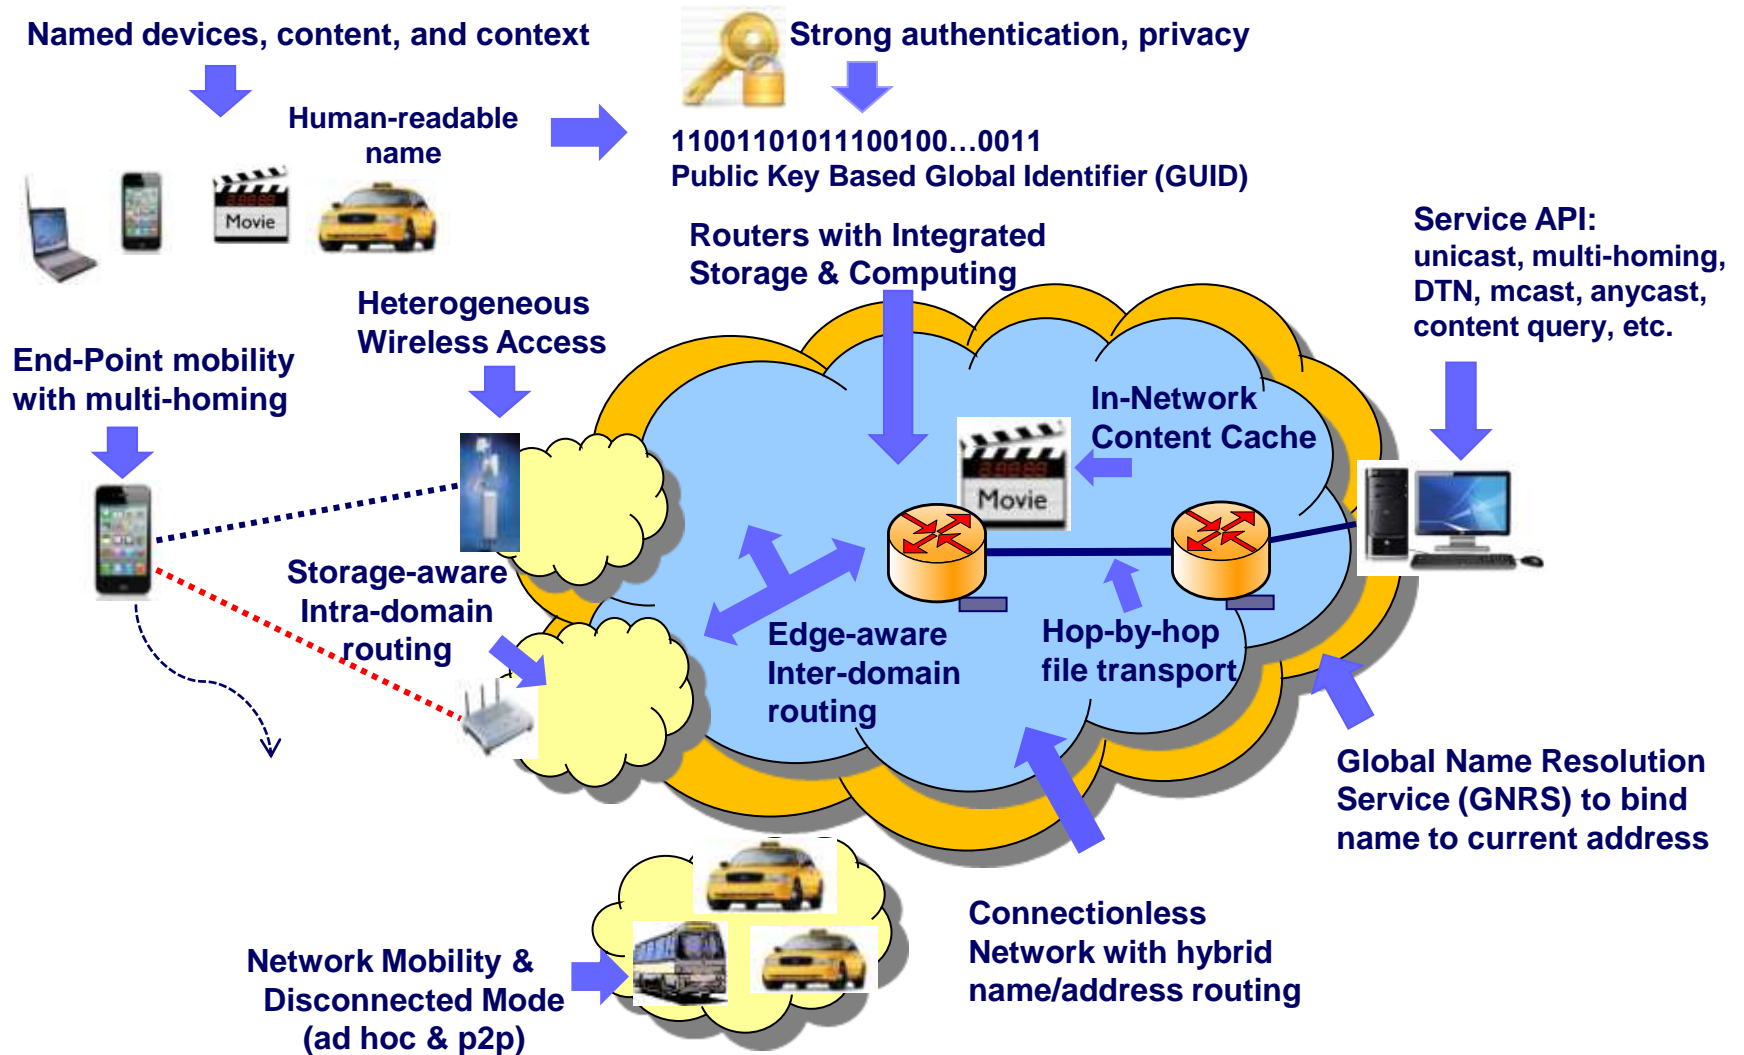 Named devices, content, and context
Strong authentication, privacy
Human-readable
name
11001101011100100…0011
Public Key Based Global Identifier (GUID)
Movie
Routers with Integrated
Storage & Computing
Service API:
unicast, multi-homing,
DTN, mcast, anycast,
content query, etc.
Heterogeneous
Wireless Access
End-Point mobility
with multi-homing
In-Network
Content Cache
Movie
Storage-aware
Intra-domain
routing
Edge-aware
Inter-domain
routing
Hop-by-hop
file transport
Global Name Resolution
Service (GNRS) to bind
name to current address
Connectionless
Network with hybrid
name/address routing
Network Mobility &
Disconnected Mode
(ad hoc & p2p)